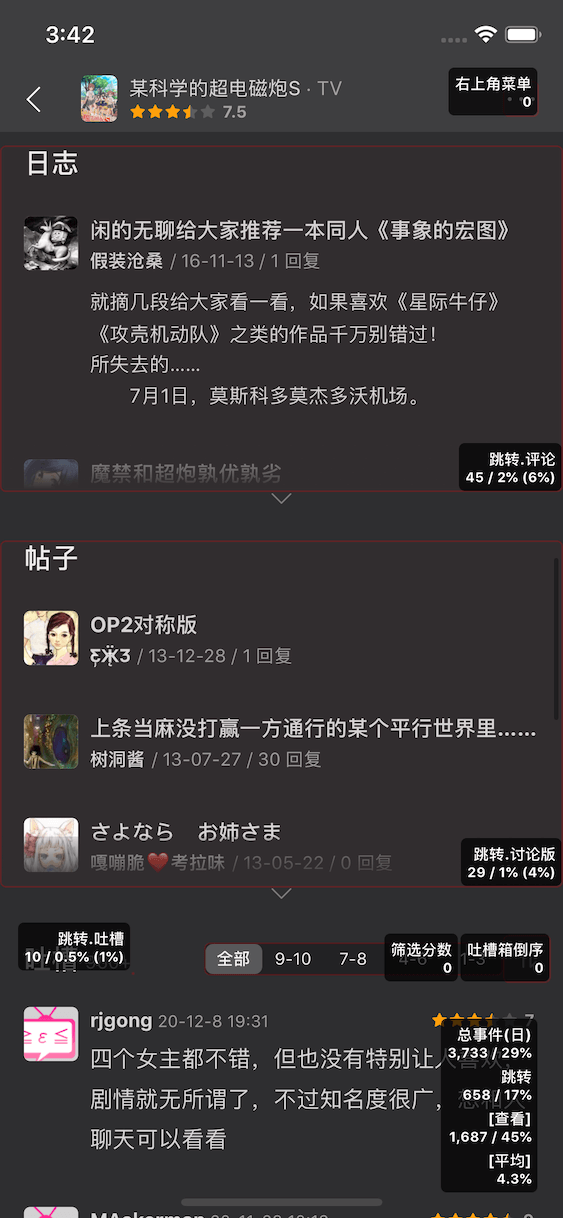 3:42
某科学的超电磁炮S · TV
7.5
右上角菜单
0
日志
闲的无聊给大家推荐一本同人《事象的宏图》
假装沧桑 / 16-11-13 / 1 回复
就摘几段给大家看一看，如果喜欢《星际牛仔》
《攻壳机动队》之类的作品千万别错过！
所失去的……
7月1日，莫斯科多莫杰多沃机场。
魔禁和超炮孰优孰劣
跳转.评论
45 / 2% (6%)
帖子
OP2对称版
/ 13-12-28 / 1 回复
上条当麻没打赢一方通行的某个平行世界里……
树洞酱 / 13-07-27 / 30 回复
さよなら　お姉さま
嘎嘣脆❤️考拉味 / 13-05-22 / 0 回复
跳转.讨论版
29 / 1% (4%)
跳转.吐槽
10 / 0.5% (1%)
吐槽
全部 9-10 7-8 4-6 1-3
筛选分数
0
吐槽箱倒序
0
rjgong 20-12-8 19:31
7
四个女主都不错，但也没有特别让人喜欢，
剧情就无所谓了，不过知名度很广，想和人
聊天可以看看
总事件(日)
3,733 / 29%
跳转
658 / 17%
[查看]
1,687 / 45%
[平均]
4.3%